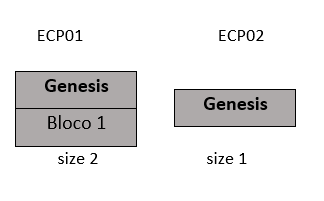 ECP01
ECP02
Genesis
Bloco 1
Genesis
size 2
size 1